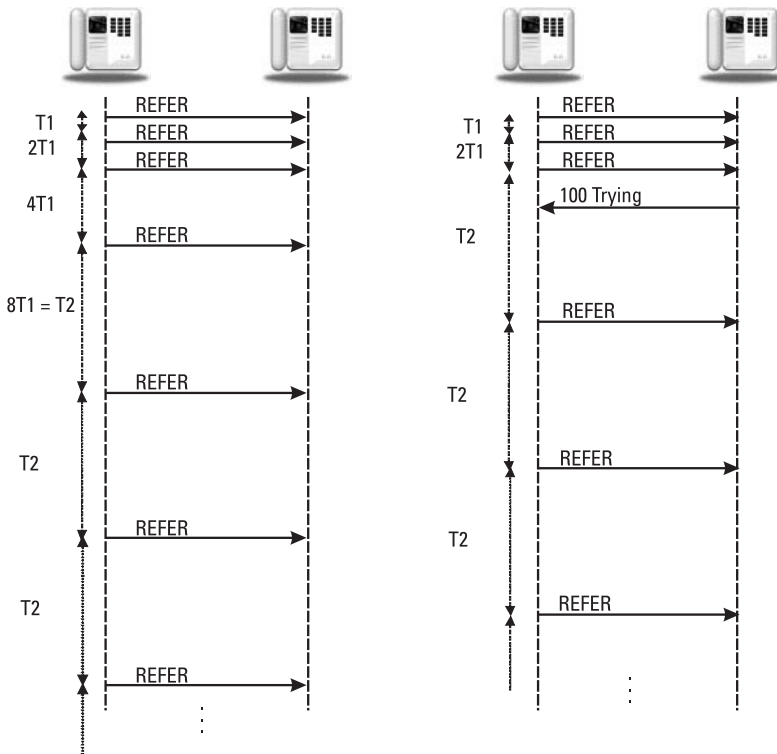 REFER
T1
REFER
2T1
REFER
4T1
REFER
8T1 = T2
REFER
T2
REFER
T2
REFER
REFER
T1
REFER
2T1
REFER
100 Trying
T2
REFER
T2
REFER
T2
REFER